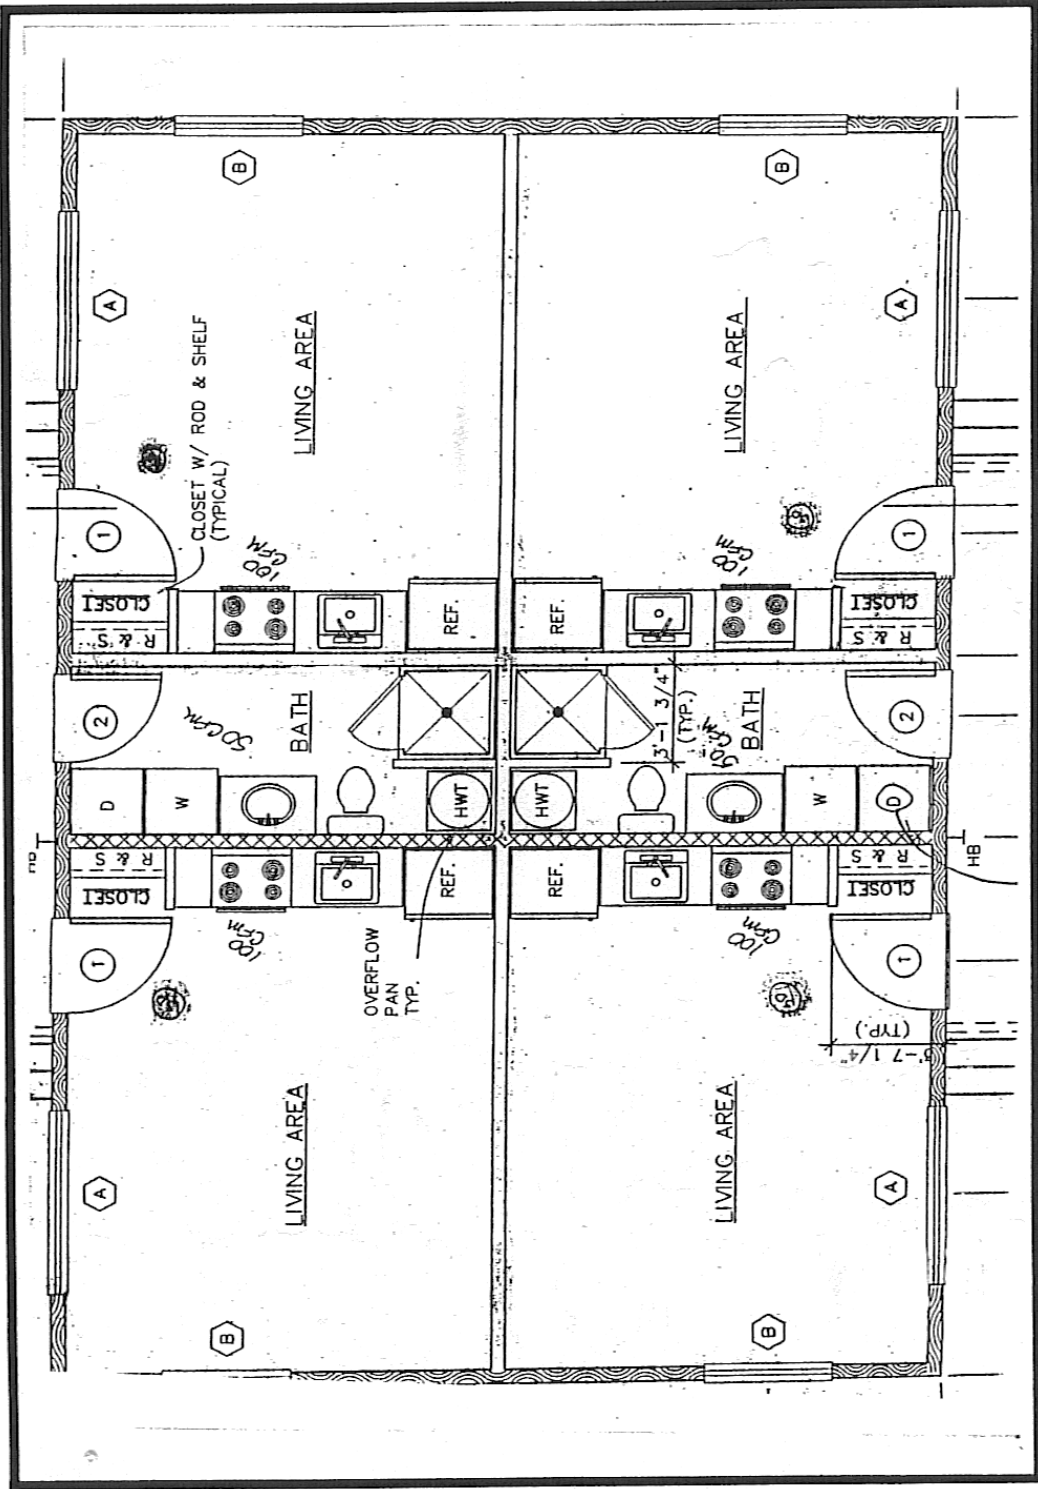 B
B
A
A
LIVING AREA
LIVING AREA
CLOSET W/ ROD & SHELF
(TYPICAL)
1
1
100
CFM
100
CFM
CLOSET
R & S
REF.
REF.
CLOSET
R & S
2
50 CFM
BATH
3'-1 3/4"
(TYP.)
50 CFM
BATH
2
D
W
HWT
HWT
W
D
HB
R & S
CLOSET
REF.
REF.
R & S
CLOSET
1
100
CFM
OVERFLOW
PAN
TYP.
100
CFM
1
3'-7 1/4"
(TYP.)
LIVING AREA
LIVING AREA
A
A
B
B